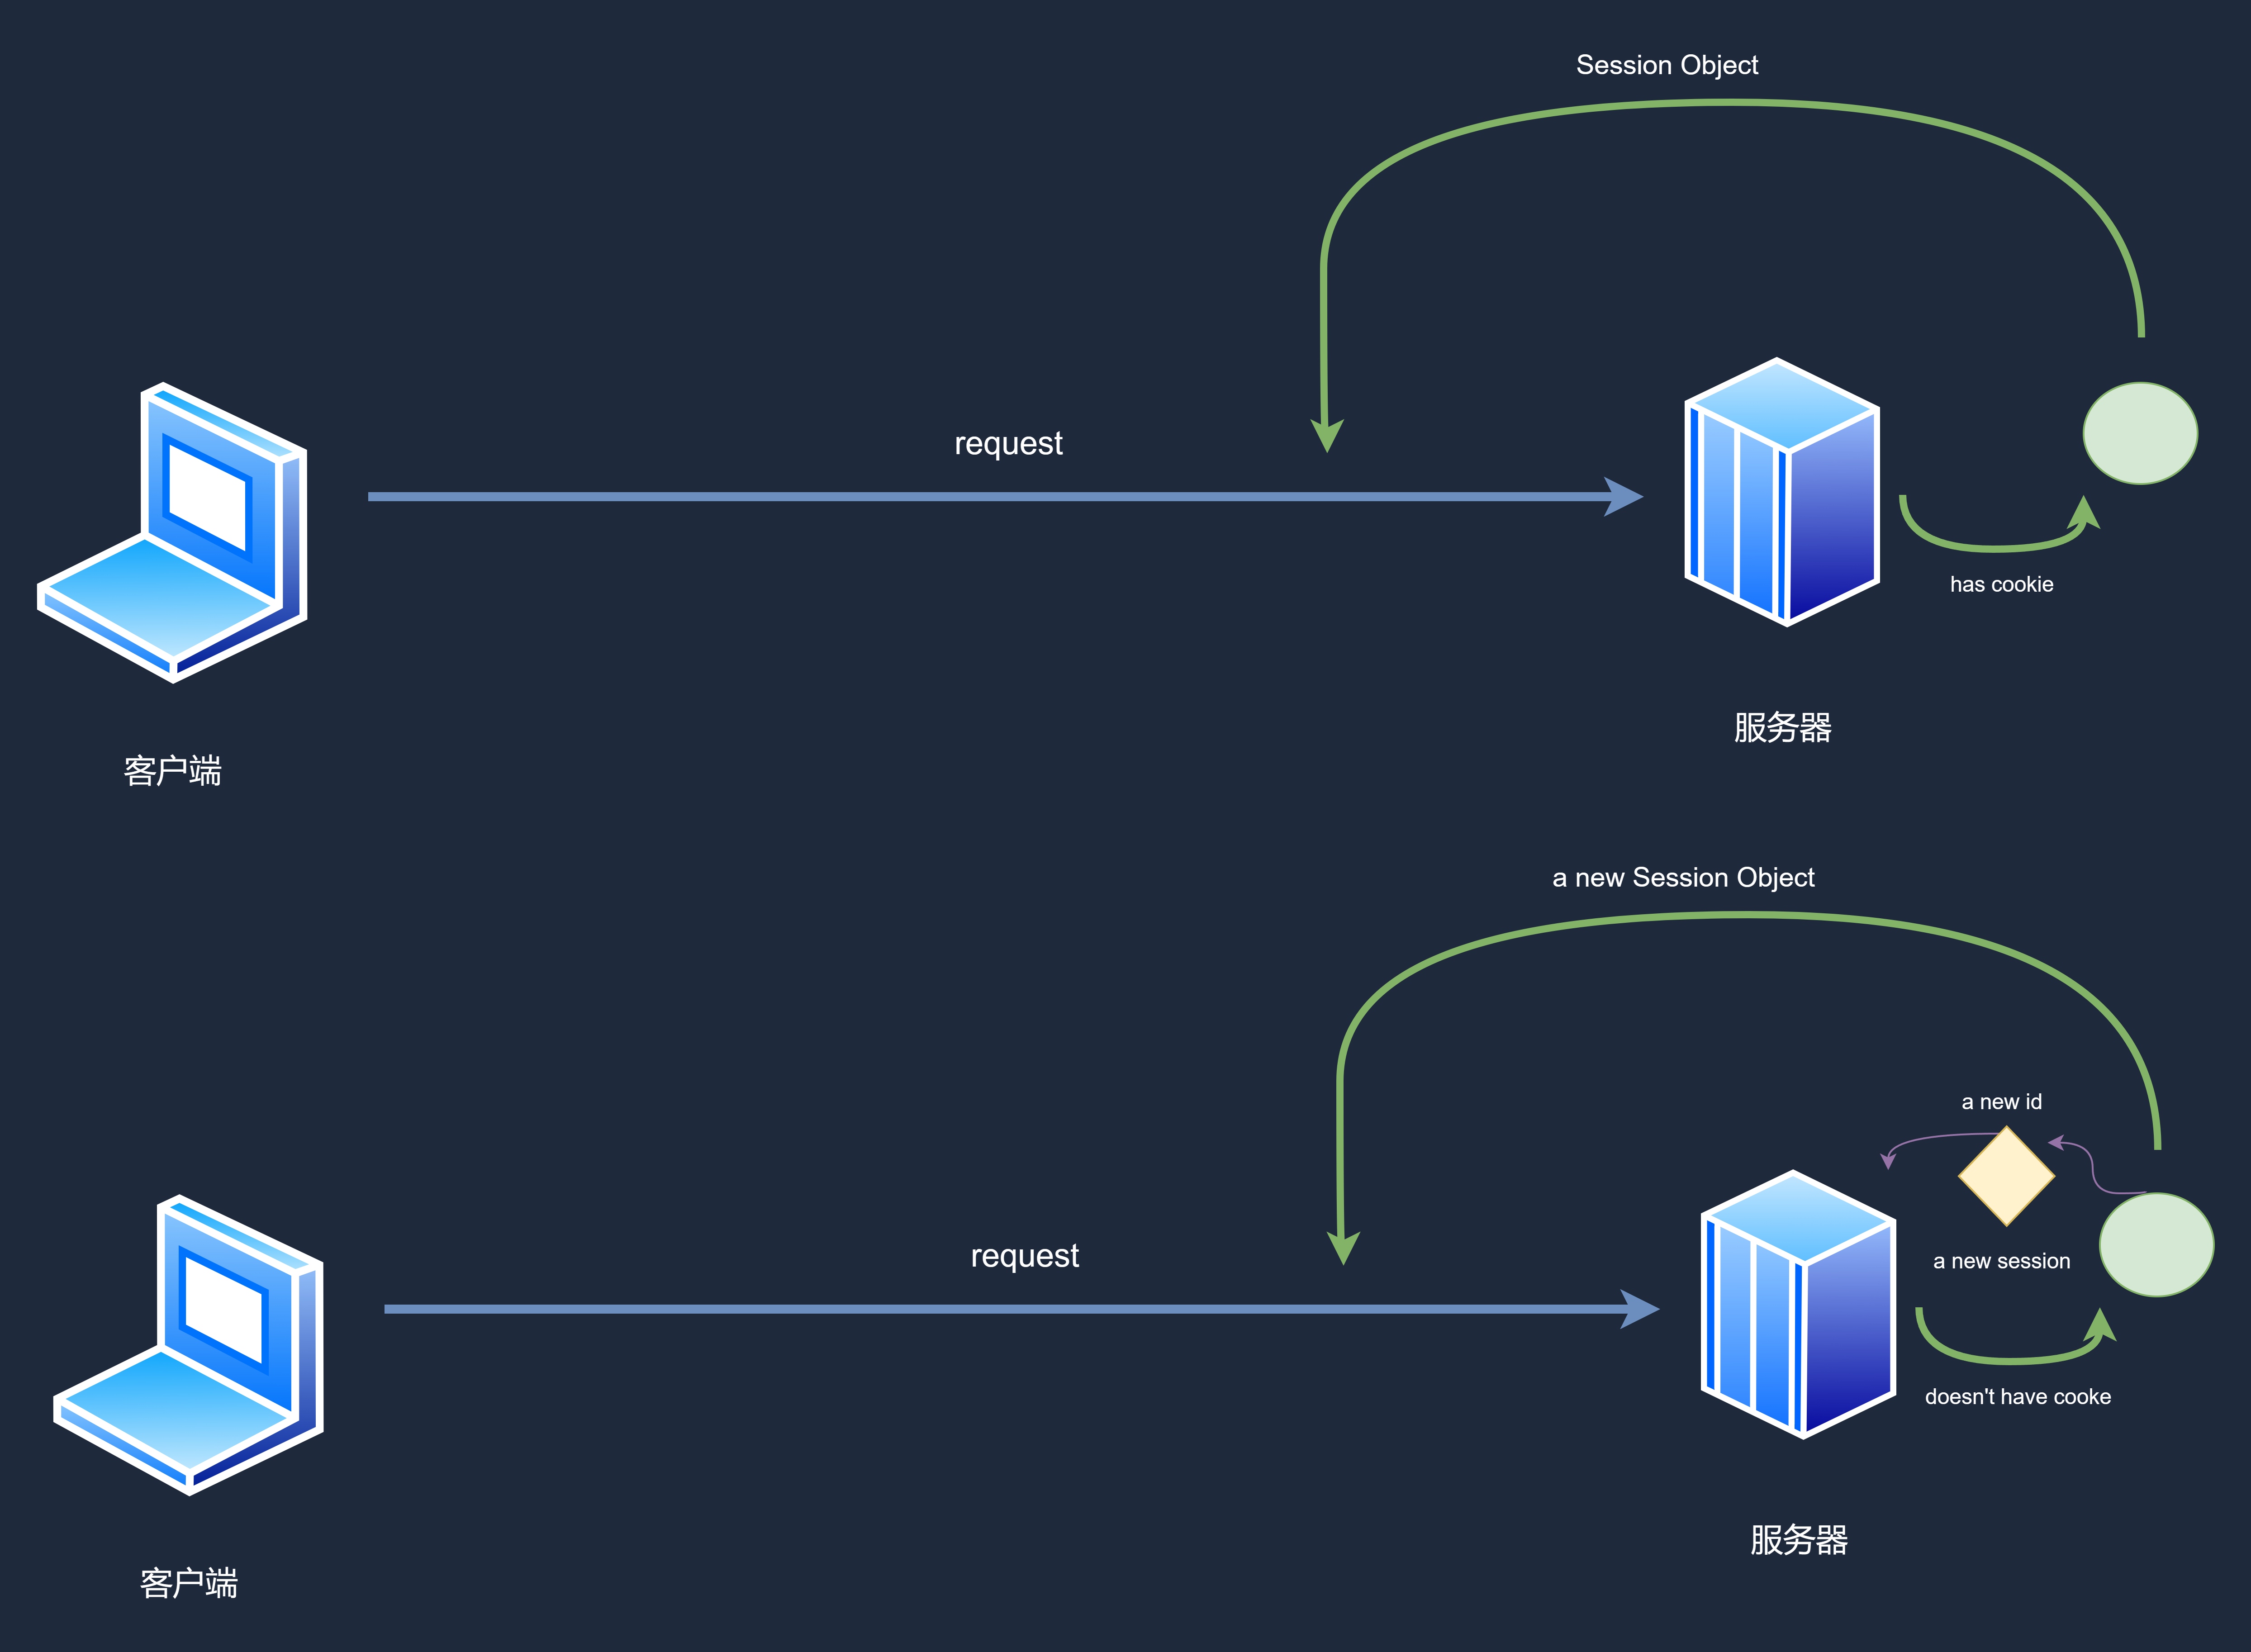 Session Object
request
has cookie
服务器
客户端
a new Session Object
a new id
request
a new session
doesn't have cooke
服务器
客户端